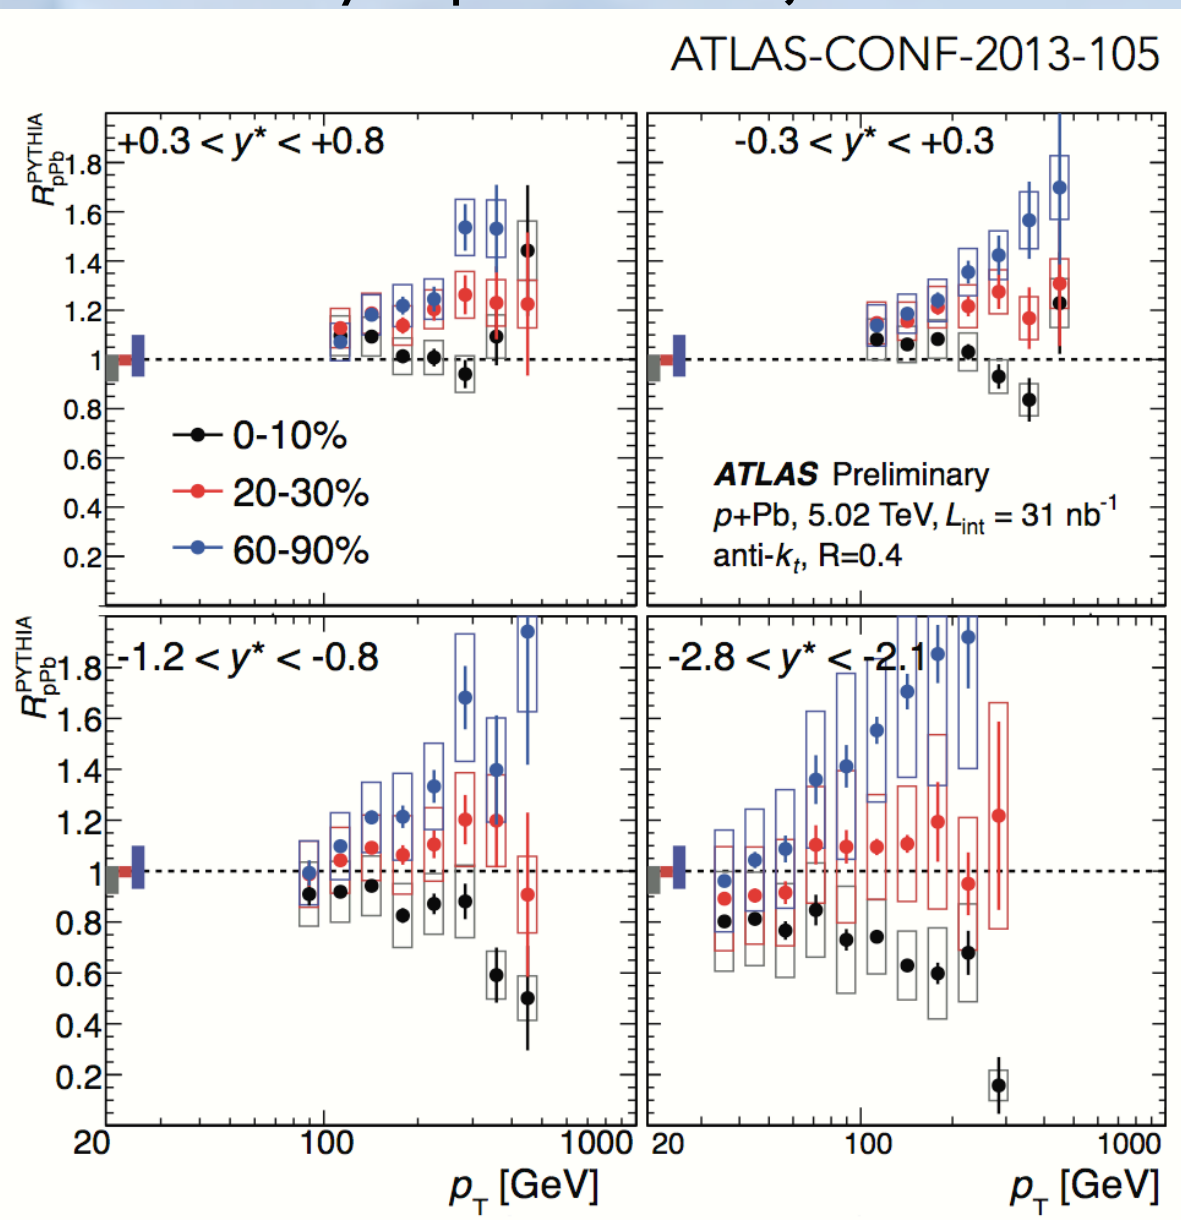 ATLAS-CONF-2013-105
+0.3 < y* < +0.8
-0.3 < y* < +0.3
R_pPb^PYTHIA
1.8
1.6
1.4
1.2
1
0.8
0.6
0.4
0.2
0-10%
20-30%
60-90%
ATLAS Preliminary
p+Pb, 5.02 TeV, L_int = 31 nb^-1
anti-k_t, R=0.4
-1.2 < y* < -0.8
-2.8 < y* < -2.1
R_pPb^PYTHIA
1.8
1.6
1.4
1.2
1
0.8
0.6
0.4
0.2
20 100 1000
20 100 1000
p_T [GeV]
p_T [GeV]